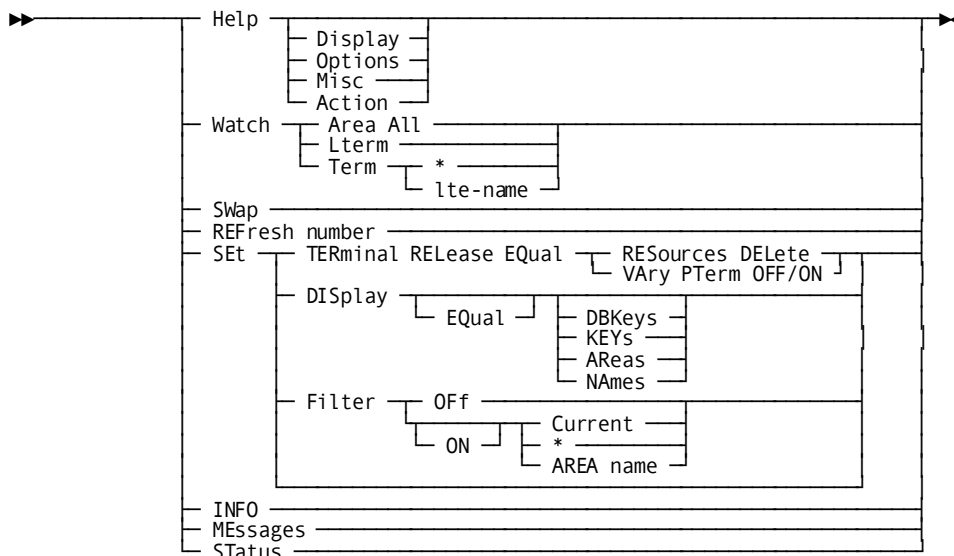 Help
Display
Options
Misc
Action
Watch Area All
Lterm
Term *
lte-name
SWap
REFresh number
SEt TERminal RELease EQual RESources DELete
VAry PTerm OFF/ON
DISplay
EQual DBKeys
KEYs
AReas
NAmes
Filter OFf
Current
ON *
AREA name
INFO
MEssages
STatus